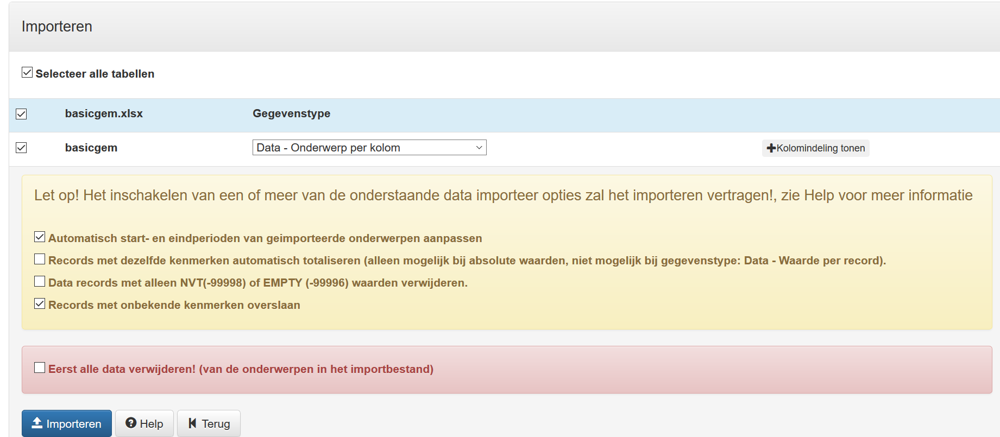 Importeren
Selecteer alle tabellen
basicgem.xlsx Gegevenstype
basicgem Data - Onderwerp per kolom Kolomindeling tonen
Let op! Het inschakelen van een of meer van de onderstaande data importeer opties zal het importeren vertragen!, zie Help voor meer informatie
Automatisch start- en eindperioden van geimporteerde onderwerpen aanpassen
Records met dezelfde kenmerken automatisch totaliseren (alleen mogelijk bij absolute waarden, niet mogelijk bij gegevenstype: Data - Waarde per record).
Data records met alleen NVT(-99998) of EMPTY (-99996) waarden verwijderen.
Records met onbekende kenmerken overslaan
Eerst alle data verwijderen! (van de onderwerpen in het importbestand)
Importeren Help Terug